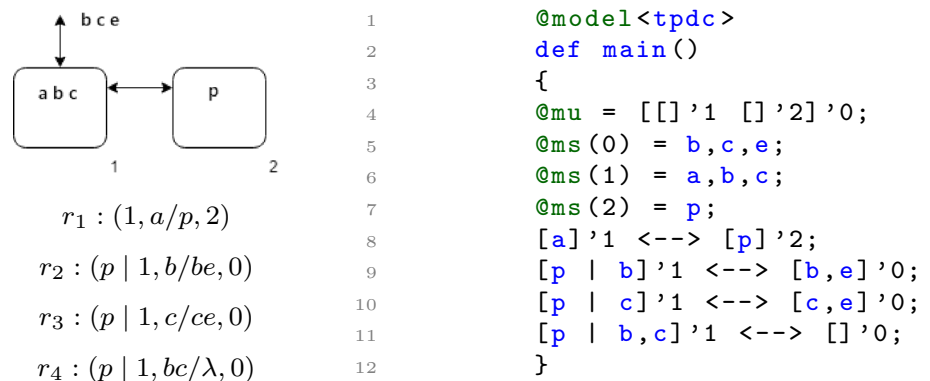 b c e
a b c
p
1
2
r₁ : (1, a/p, 2)
r₂ : (p | 1, b/be, 0)
r₃ : (p | 1, c/ce, 0)
r₄ : (p | 1, bc/λ, 0)
1 @model<tpdc>
2 def main()
3 {
4 @mu = [[]'1 []'2]'0;
5 @ms(0) = b,c,e;
6 @ms(1) = a,b,c;
7 @ms(2) = p;
8 [a]'1 <--> [p]'2;
9 [p | b]'1 <--> [b,e]'0;
10 [p | c]'1 <--> [c,e]'0;
11 [p | b,c]'1 <--> []'0;
12 }